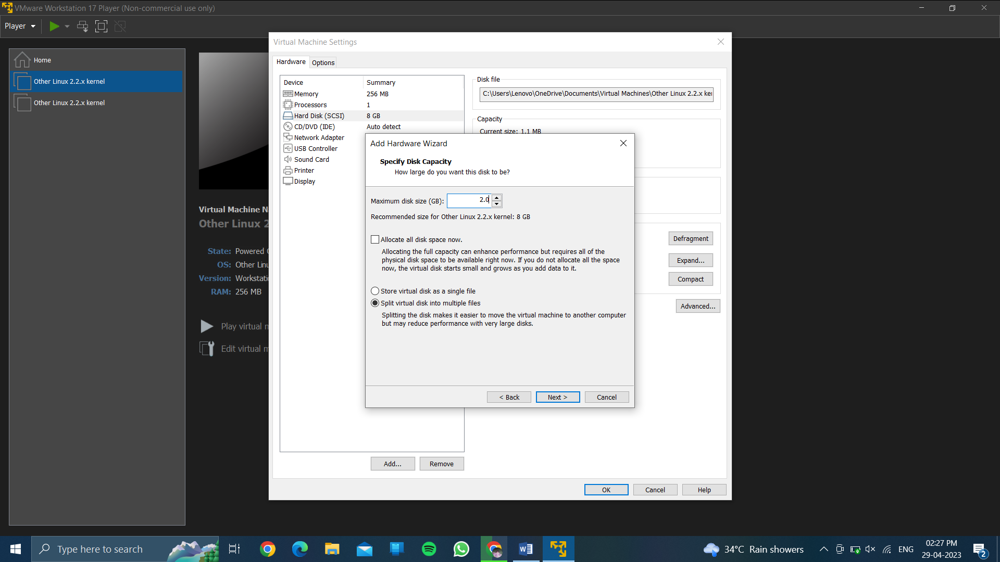 VMware Workstation 17 Player (Non-commercial use only)
Player
Home
Other Linux 2.2.x kernel
Other Linux 2.2.x kernel
Virtual Machine N
Other Linux 2
State: Powered
OS: Other Linu
Version: Workstati
RAM: 256 MB
Play virtual
Edit virtual
Virtual Machine Settings
Hardware Options
Device Summary
Memory 256 MB
Processors 1
Hard Disk (SCSI) 8 GB
CD/DVD (IDE) Auto detect
Network Adapter
USB Controller
Sound Card
Printer
Display
Add... Remove
Disk file
C:\Users\Lenovo\OneDrive\Documents\Virtual Machines\Other Linux 2.2.x ker
Capacity
Current size: 1.1 MB
Defragment
Expand...
Compact
Advanced...
OK Cancel Help
Add Hardware Wizard
Specify Disk Capacity
How large do you want this disk to be?
Maximum disk size (GB): 2.0
Recommended size for Other Linux 2.2.x kernel: 8 GB
Allocate all disk space now.
Allocating the full capacity can enhance performance but requires all of the
physical disk space to be available right now. If you do not allocate all the space
now, the virtual disk starts small and grows as you add data to it.
Store virtual disk as a single file
Split virtual disk into multiple files
Splitting the disk makes it easier to move the virtual machine to another computer
but may reduce performance with very large disks.
< Back Next > Cancel
Type here to search
34°C Rain showers
ENG
02:27 PM
29-04-2023
2